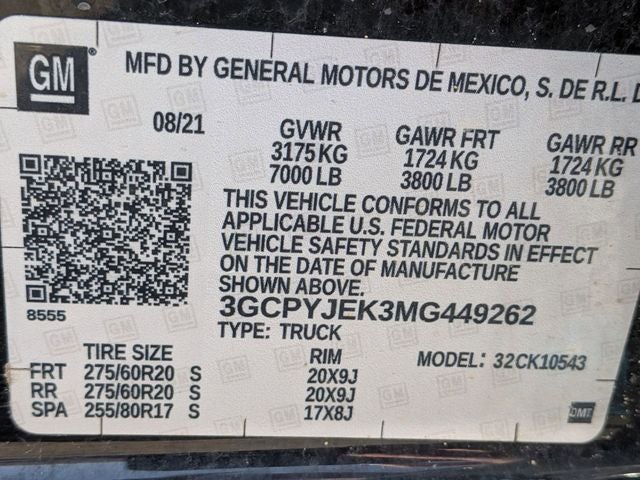 GM
MFD BY GENERAL MOTORS DE MEXICO, S. DE R.L. D
08/21 GVWR GAWR FRT GAWR RR
3175 KG 1724 KG 1724 KG
7000 LB 3800 LB 3800 LB
THIS VEHICLE CONFORMS TO ALL
APPLICABLE U.S. FEDERAL MOTOR
VEHICLE SAFETY STANDARDS IN EFFECT
ON THE DATE OF MANUFACTURE
SHOWN ABOVE.
8555 3GCPYJEK3MG449262
TYPE: TRUCK
TIRE SIZE RIM MODEL: 32CK10543
FRT 275/60R20 S 20X9J
RR 275/60R20 S 20X9J
SPA 255/80R17 S 17X8J
DMT